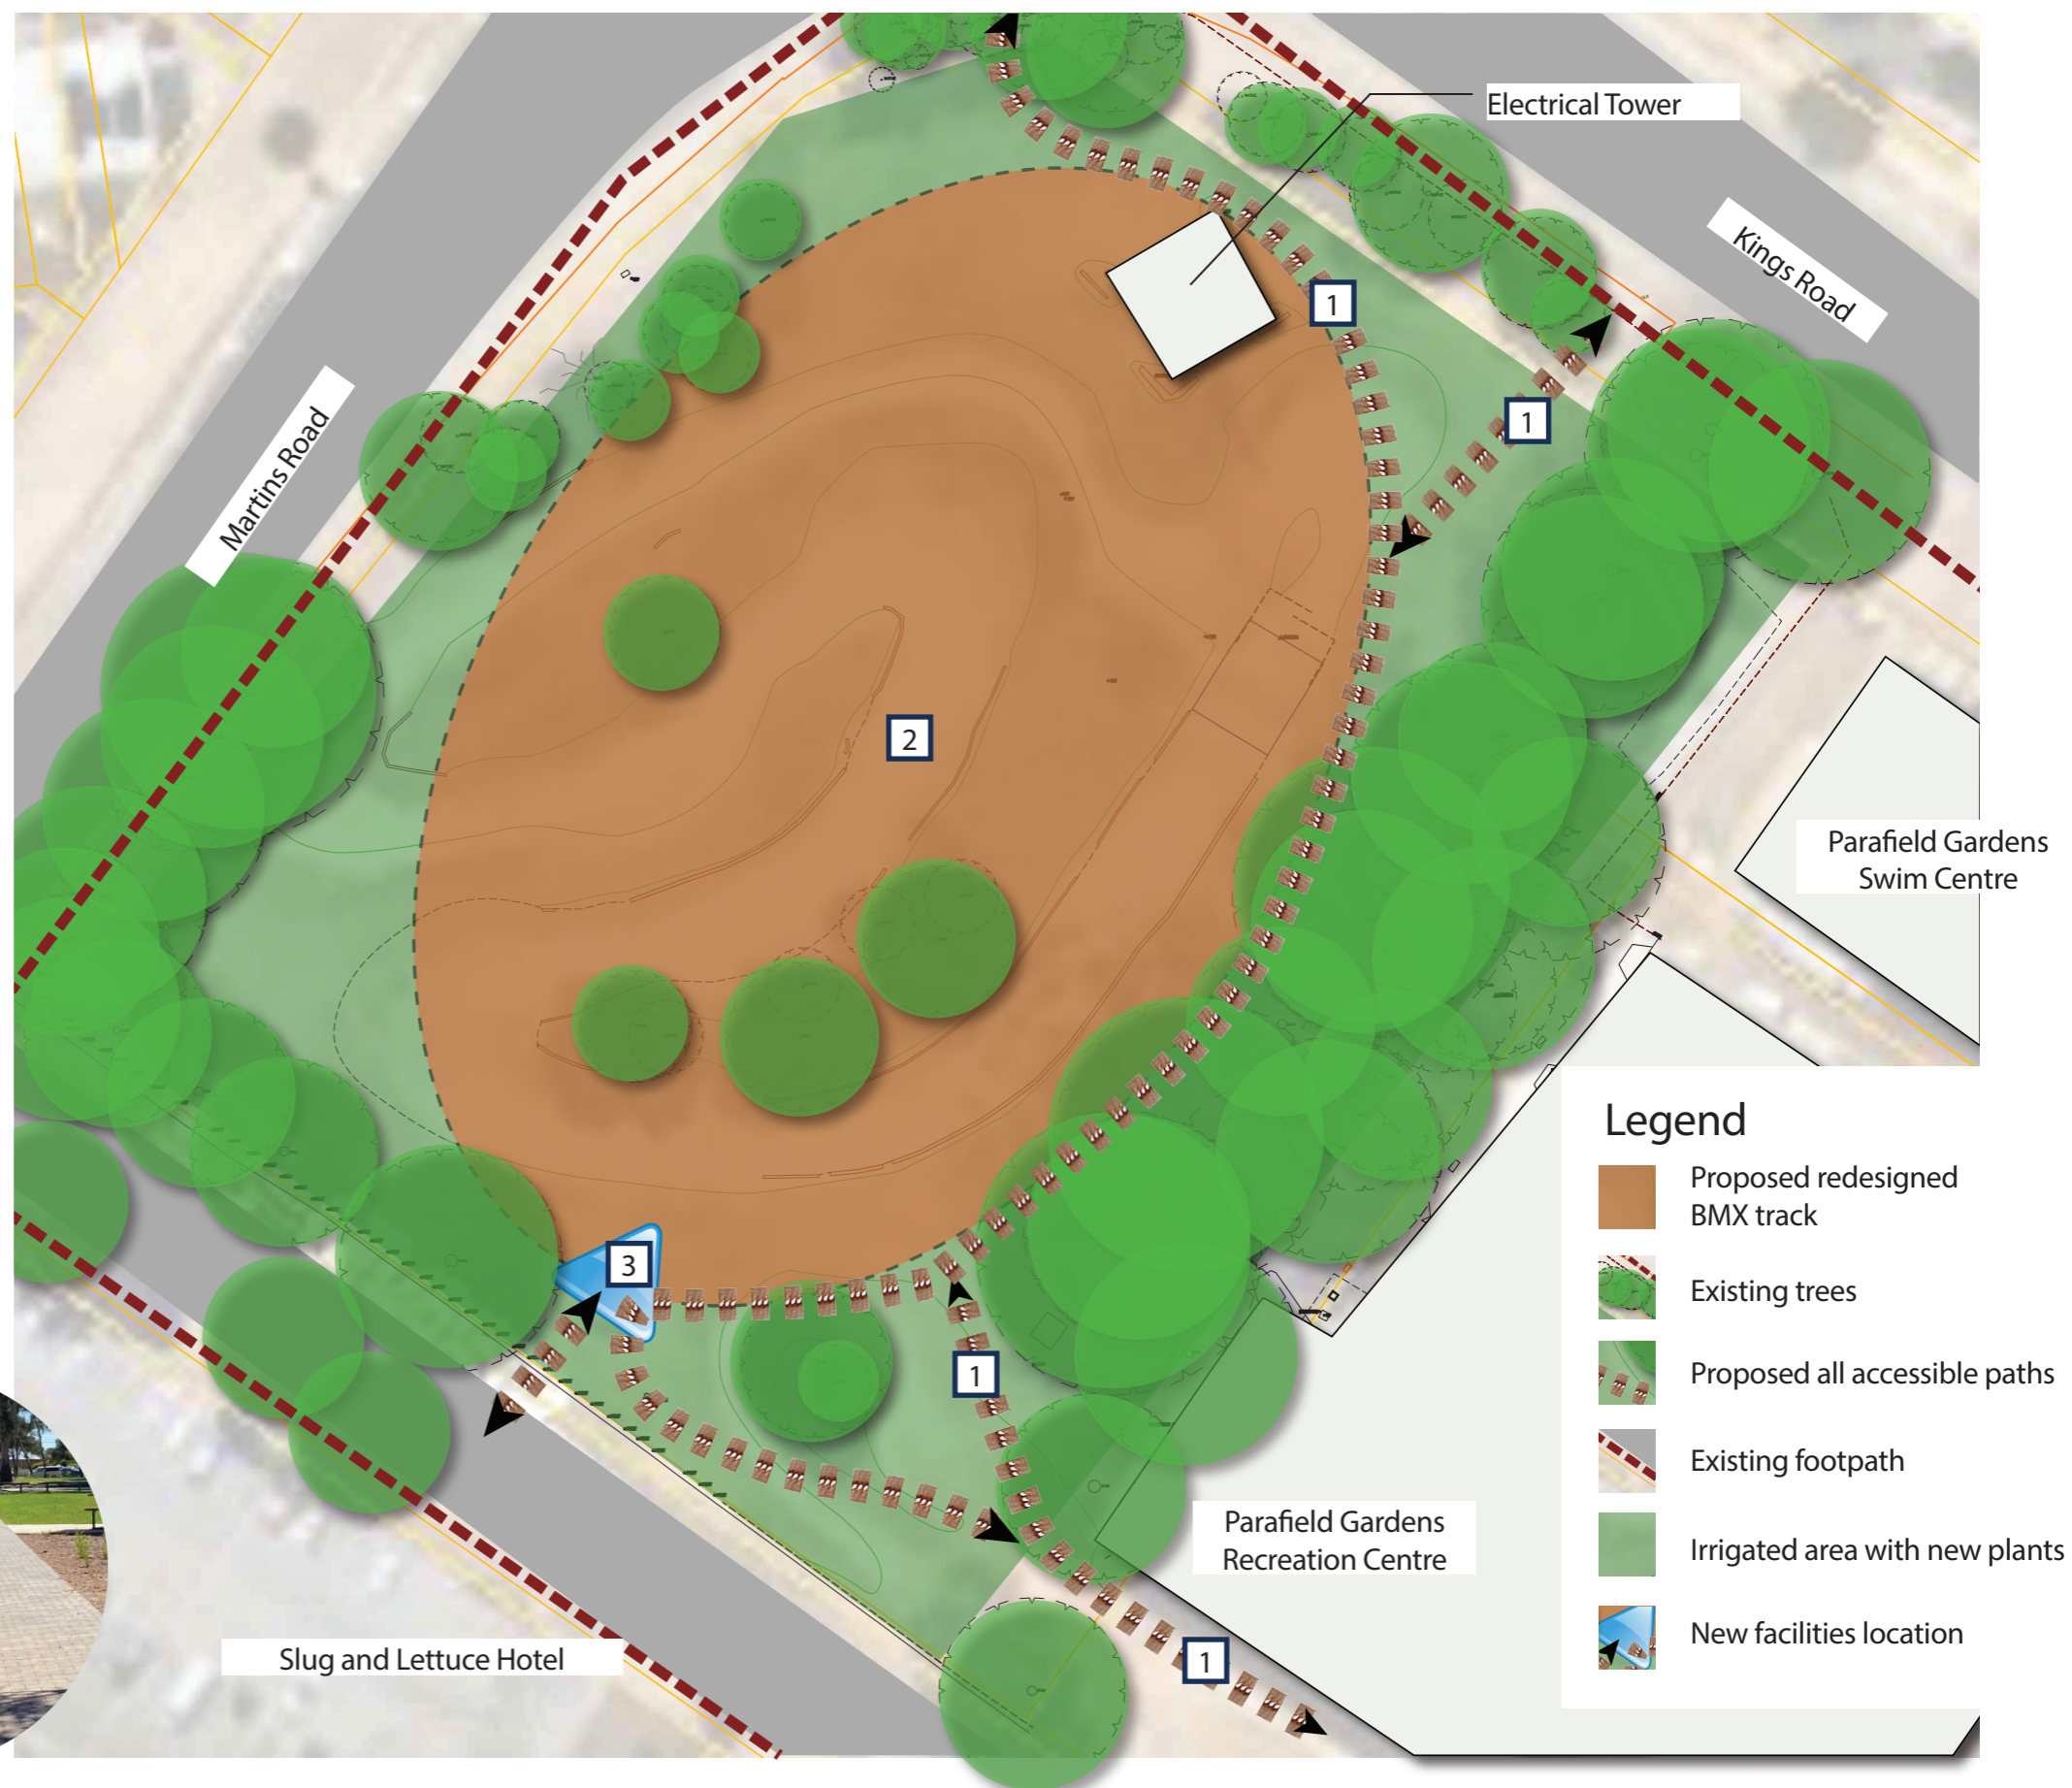 Electrical Tower
Kings Road
1
1
Martins Road
2
Parafield Gardens
Swim Centre
Legend
Proposed redesigned
BMX track
3
Existing trees
1
Proposed all accessible paths
Existing footpath
Parafield Gardens
Recreation Centre
Irrigated area with new plants
Slug and Lettuce Hotel
1
New facilities location